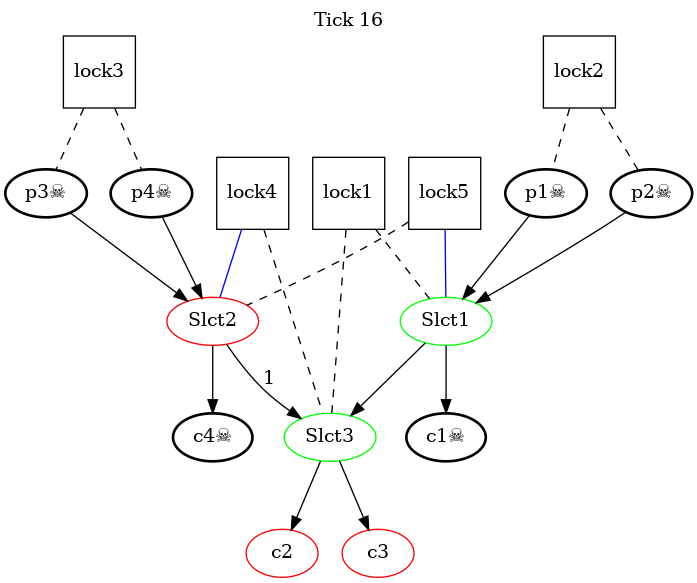 Tick 16
lock3
lock2
p3☠
p4☠
lock4
lock1
lock5
p1☠
p2☠
Slct2
Slct1
1
c4☠
Slct3
c1☠
c2
c3